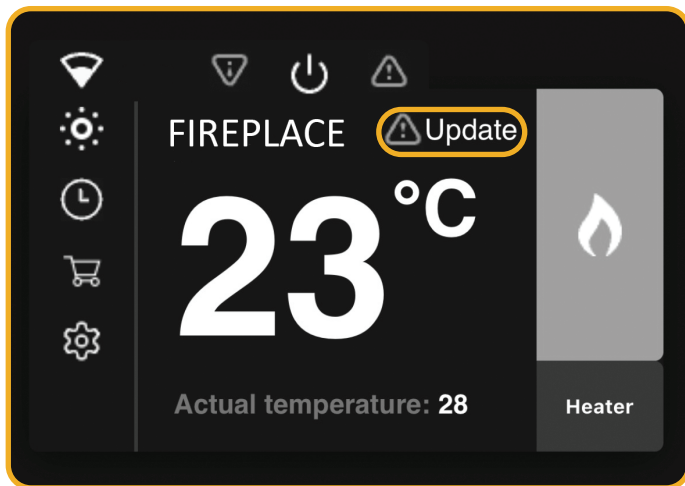 FIREPLACE
Update
23 °C
Actual temperature: 28
Heater